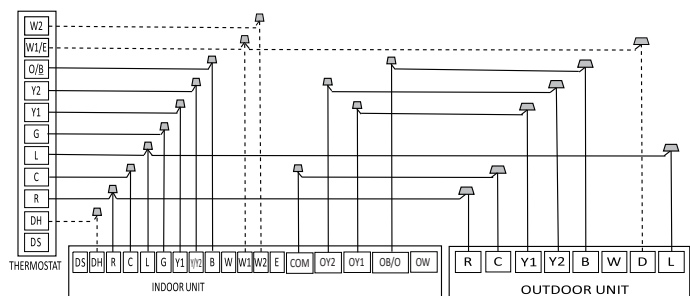 W2
W1/E
O/B
Y2
Y1
G
L
C
R
DH
DS
THERMOSTAT
DS DH R C L G Y1 Y/Y2 B W W1 W2 E COM OY2 OY1 OB/O OW
INDOOR UNIT
R C Y1 Y2 B W D L
OUTDOOR UNIT